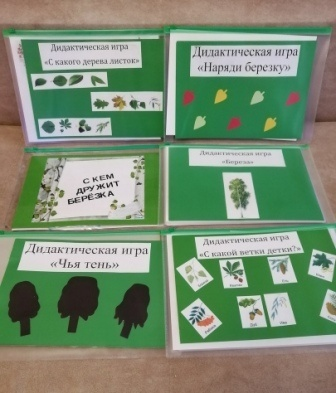 Дидактическая игра
«С какого дерева листок»
Дидактическая игра
«Наряди березку»
С КЕМ
ДРУЖИТ
БЕРЁЗКА
Дидактическая игра
«Береза»
Дидактическая игра
«Чья тень»
Дидактическая игра
«С какой ветки детки?»